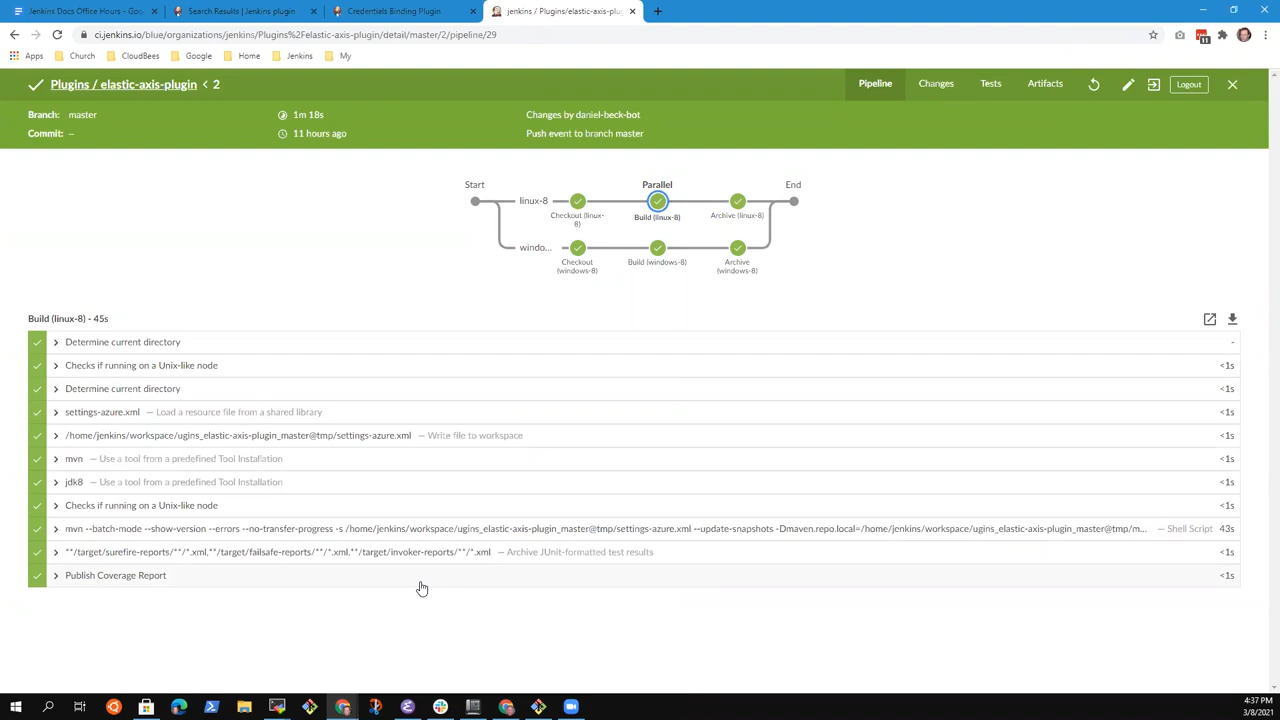 Jenkins Docs Office Hours - Goo
Search Results | Jenkins plugin
Credentials Binding Plugin
jenkins / Plugins/elastic-axis-plu
ci.jenkins.io/blue/organizations/jenkins/Plugins%2Felastic-axis-plugin/detail/master/2/pipeline/29
11
Apps
Church
CloudBees
Google
Home
Jenkins
My
Plugins / elastic-axis-plugin < 2
Pipeline
Changes
Tests
Artifacts
Logout
Branch: master
1m 18s
Changes by daniel-beck-bot
Commit: –
11 hours ago
Push event to branch master
Start
Parallel
End
linux-8
Checkout (linux-
8)
Build (linux-8)
Archive (linux-8)
windo...
Checkout
(windows-8)
Build (windows-8)
Archive
(windows-8)
Build (linux-8) - 45s
Determine current directory -
Checks if running on a Unix-like node <1s
Determine current directory <1s
settings-azure.xml — Load a resource file from a shared library <1s
/home/jenkins/workspace/ugins_elastic-axis-plugin_master@tmp/settings-azure.xml — Write file to workspace <1s
mvn — Use a tool from a predefined Tool Installation <1s
jdk8 — Use a tool from a predefined Tool Installation <1s
Checks if running on a Unix-like node <1s
mvn --batch-mode --show-version --errors --no-transfer-progress -s /home/jenkins/workspace/ugins_elastic-axis-plugin_master@tmp/settings-azure.xml --update-snapshots -Dmaven.repo.local=/home/jenkins/workspace/ugins_elastic-axis-plugin_master@tmp/m... — Shell Script 43s
**/target/surefire-reports/**/*.xml,**/target/failsafe-reports/**/*.xml,**/target/invoker-reports/**/*.xml — Archive JUnit-formatted test results <1s
Publish Coverage Report <1s
4:37 PM
3/8/2021